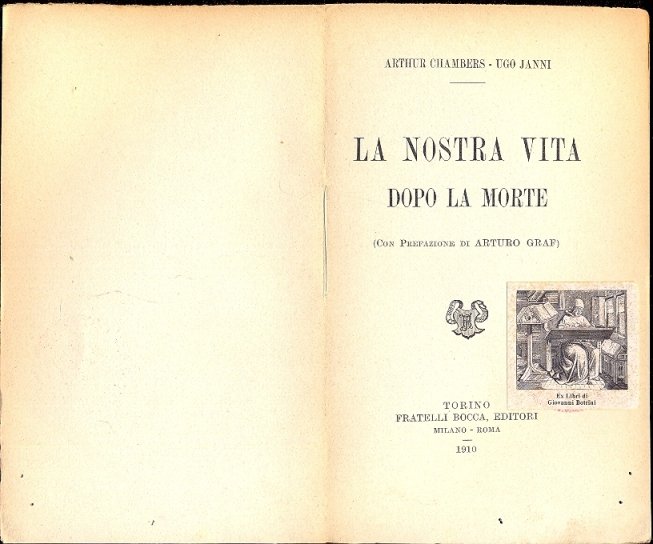 ARTHUR CHAMBERS - UGO JANNI
LA NOSTRA VITA
DOPO LA MORTE
(CON PREFAZIONE DI ARTURO GRAF)
Ex Libri di
Giovanni Botrini
TORINO
FRATELLI BOCCA, EDITORI
MILANO - ROMA
1910